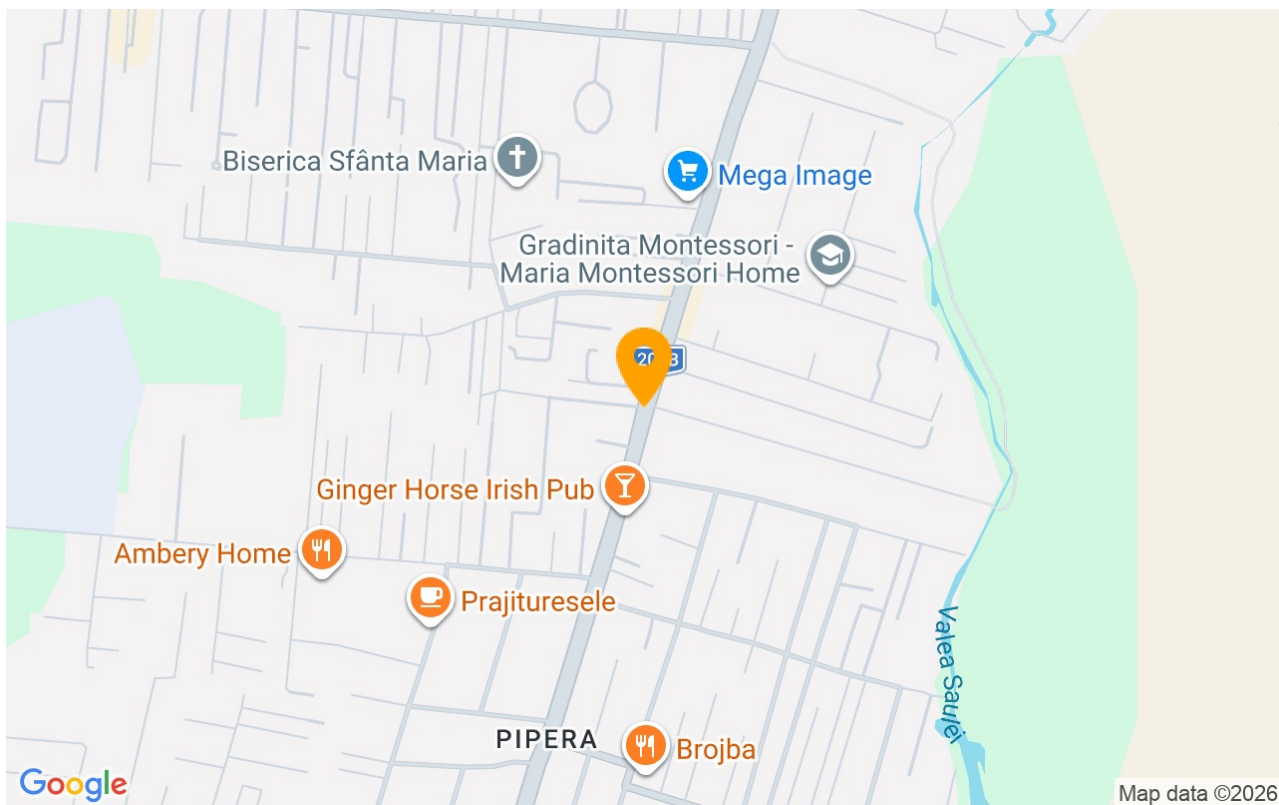 Biserica Sfânta Maria
Mega Image
Gradinita Montessori -
Maria Montessori Home
Ginger Horse Irish Pub
Ambery Home
Prajituresele
Valea Saulei
PIPERA
Brojba
Google
Map data ©2026